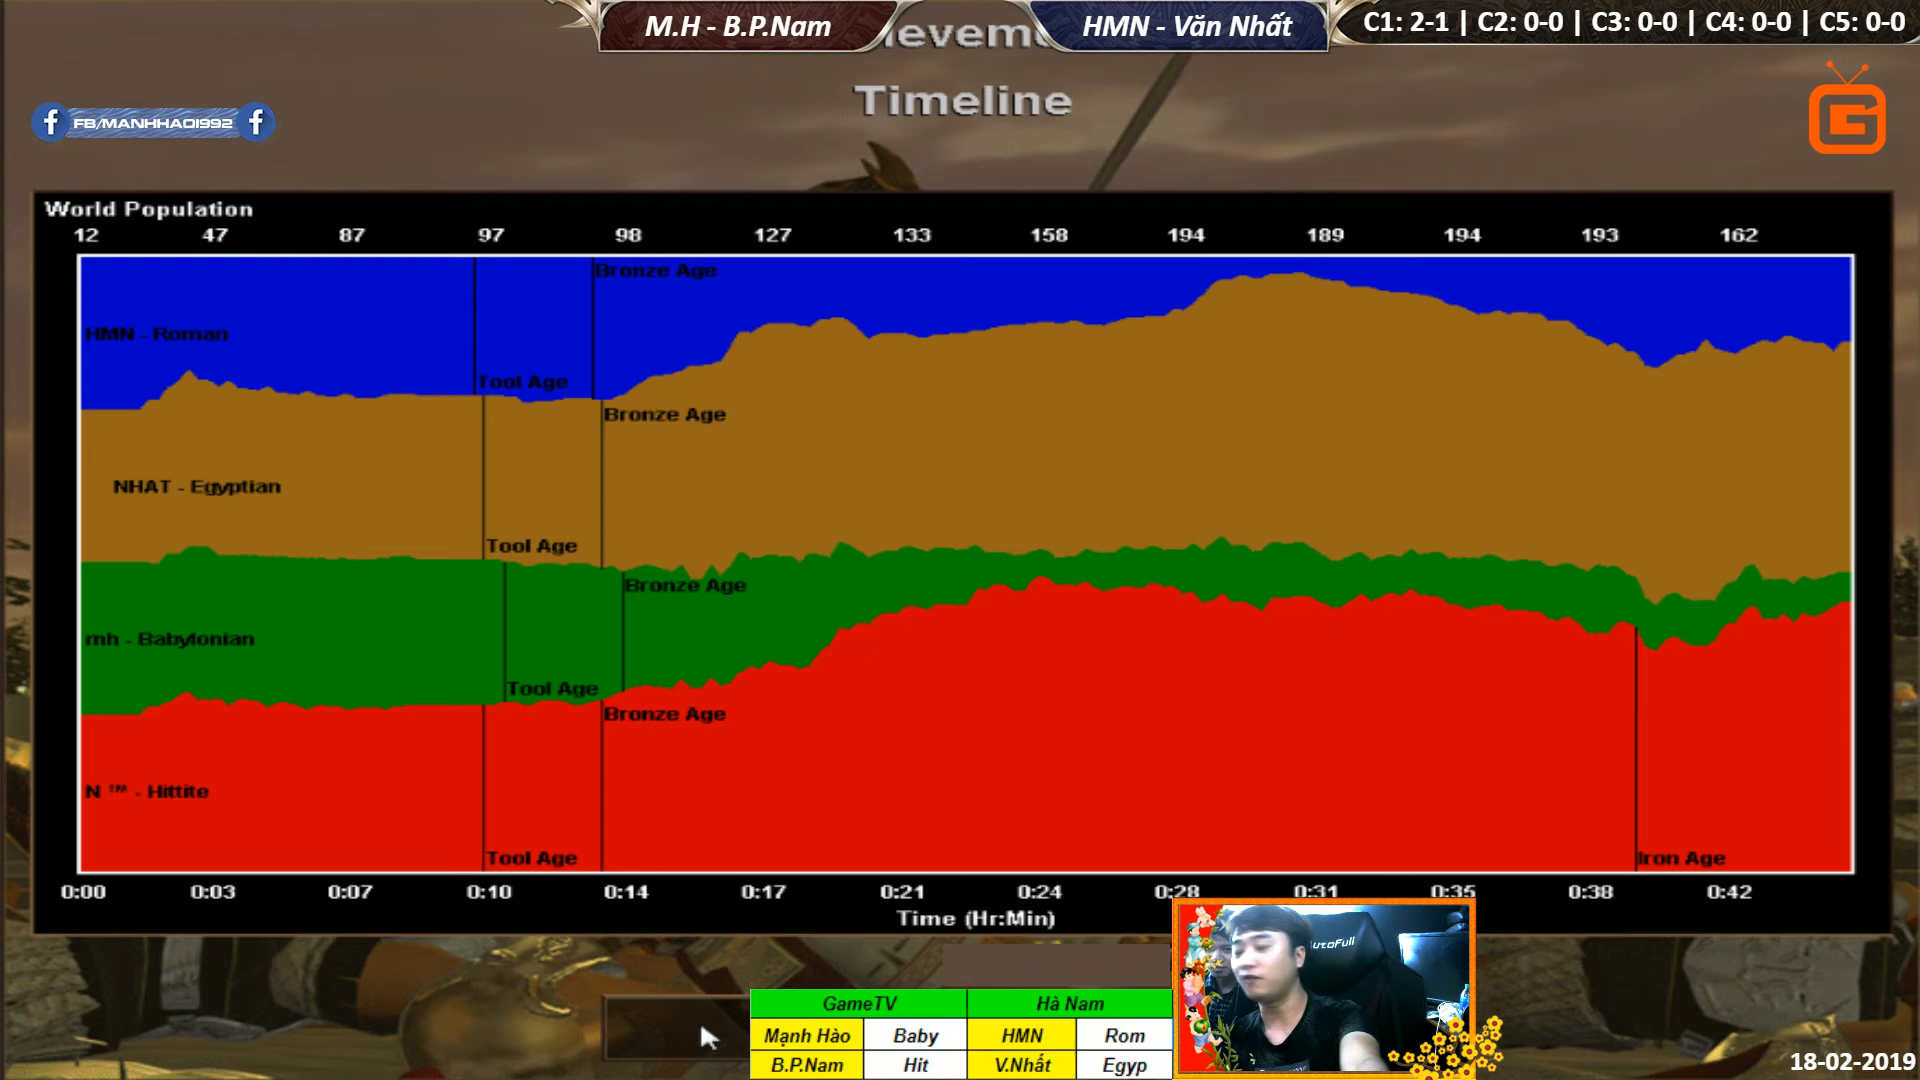 M.H - B.P.Nam
HMN - Văn Nhất
C1: 2-1 | C2: 0-0 | C3: 0-0 | C4: 0-0 | C5: 0-0
Timeline
FB/MANHHAO1992
World Population
12 47 87 97 98 127 133 158 194 189 194 193 162
Bronze Age
HMN - Roman
Tool Age
Bronze Age
NHAT - Egyptian
Tool Age
Bronze Age
mh - Babylonian
Tool Age
Bronze Age
N ™ - Hittite
Tool Age
Iron Age
0:00 0:03 0:07 0:10 0:14 0:17 0:21 0:24 0:28 0:31 0:35 0:38 0:42
Time (Hr:Min)
AutoFull
GameTV Hà Nam
Mạnh Hào Baby HMN Rom
B.P.Nam Hit V.Nhất Egyp
18-02-2019